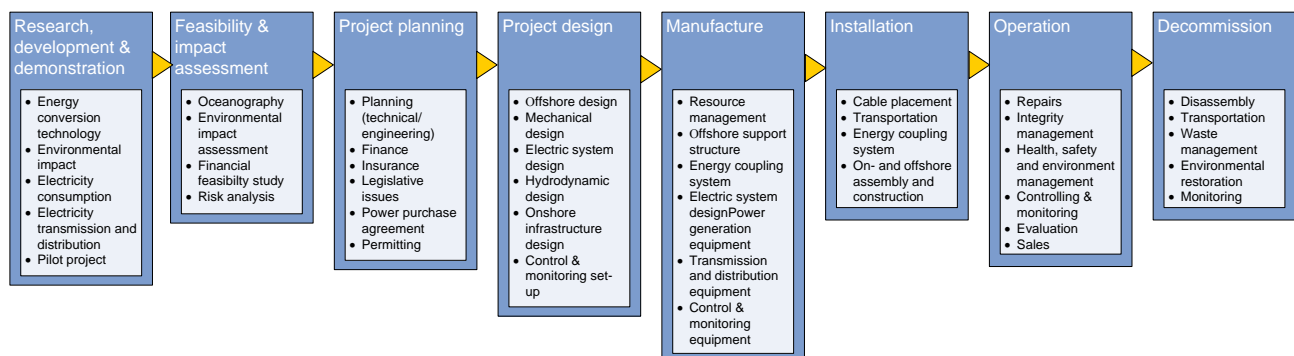 Research,
development &
demonstration
• Energy
conversion
technology
• Environmental
impact
• Electricity
consumption
• Electricity
transmission and
distribution
• Pilot project
Feasibility &
impact
assessment
• Oceanography
• Environmental
impact
assessment
• Financial
feasibilty study
• Risk analysis
Project planning
• Planning
(technical/
engineering)
• Finance
• Insurance
• Legislative
issues
• Power purchase
agreement
• Permitting
Project design
• Offshore design
• Mechanical
design
• Electric system
design
• Hydrodynamic
design
• Onshore
infrastructure
design
• Control &
monitoring set-
up
Manufacture
• Resource
management
• Offshore support
structure
• Energy coupling
system
• Electric system
designPower
generation
equipment
• Transmission
and distribution
equipment
• Control &
monitoring
equipment
Installation
• Cable placement
• Transportation
• Energy coupling
system
• On- and offshore
assembly and
construction
Operation
• Repairs
• Integrity
management
• Health, safety
and environment
management
• Controlling &
monitoring
• Evaluation
• Sales
Decommission
• Disassembly
• Transportation
• Waste
management
• Environmental
restoration
• Monitoring